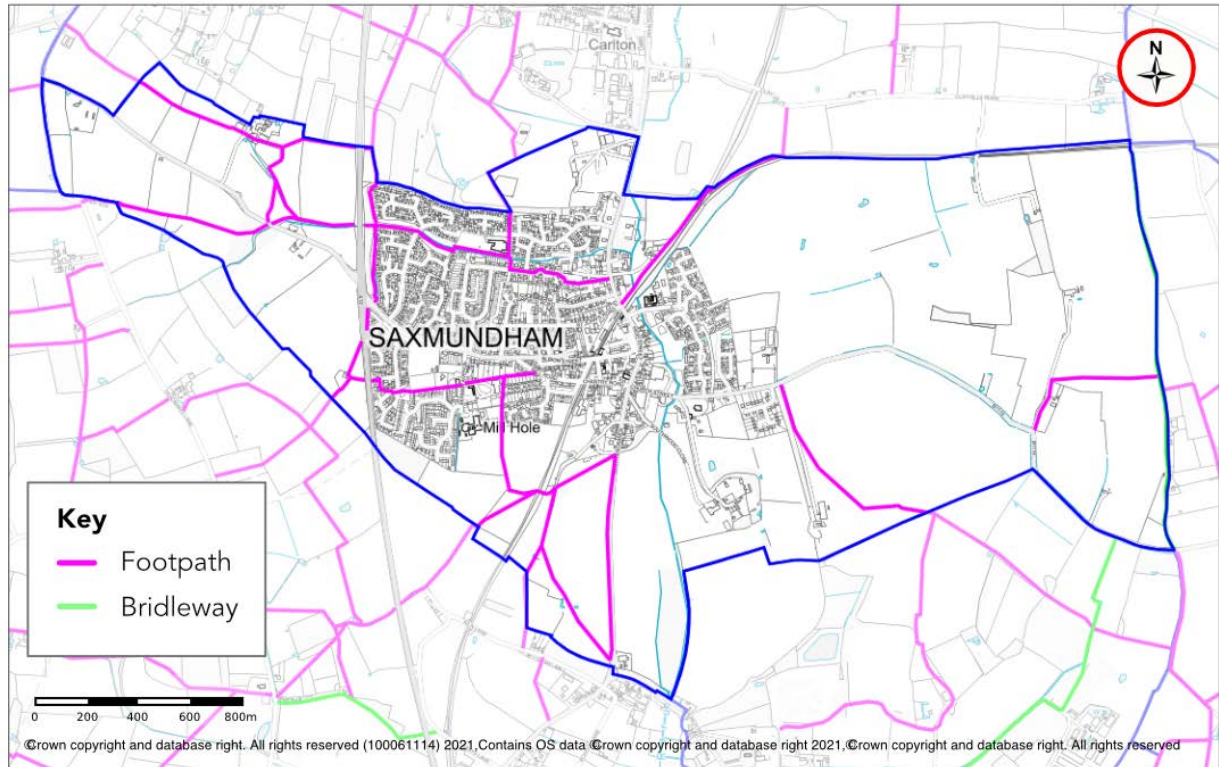 Carlton
N
SAXMUNDHAM
CHANTRY ROAD
Mill Hole
Key
Footpath
Bridleway
0 200 400 600 800m
©rown copyright and database right. All rights reserved (100061114) 2021,Contains OS data ©rown copyright and database right 2021,©rown copyright and database right. All rights reserved